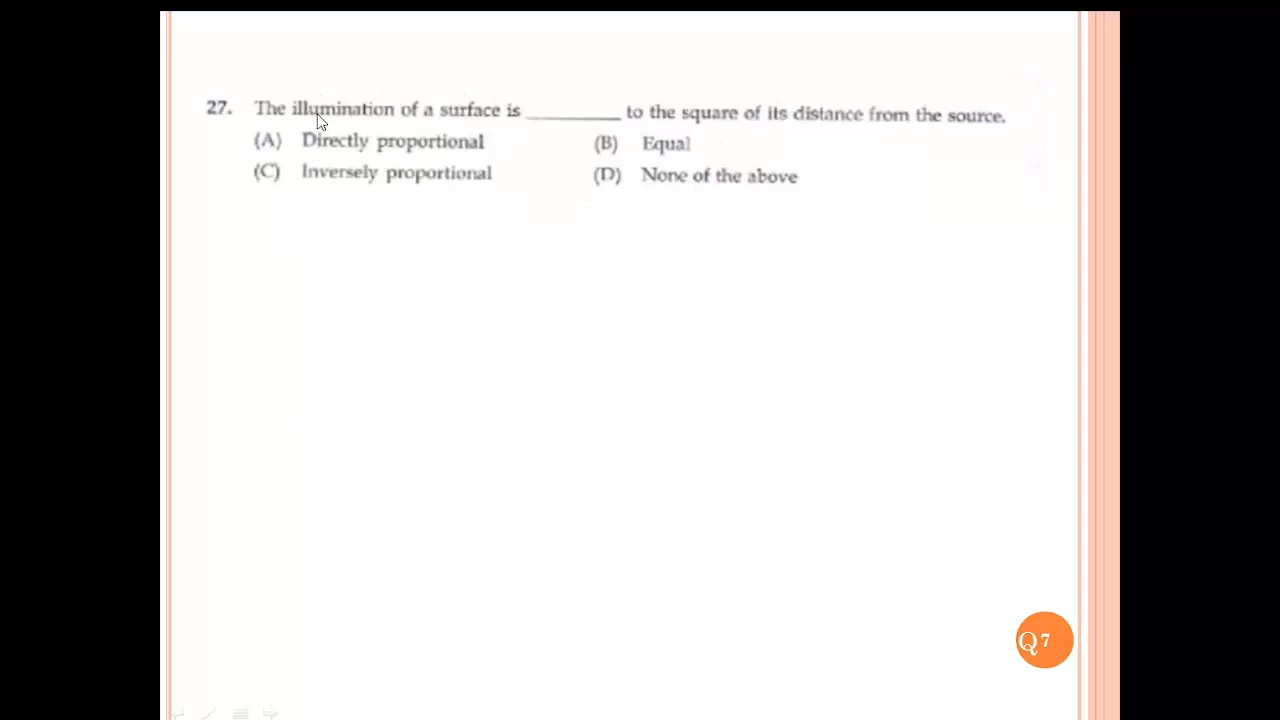 27. The illumination of a surface is __________ to the square of its distance from the source.
(A) Directly proportional (B) Equal
(C) Inversely proportional (D) None of the above
Q 7